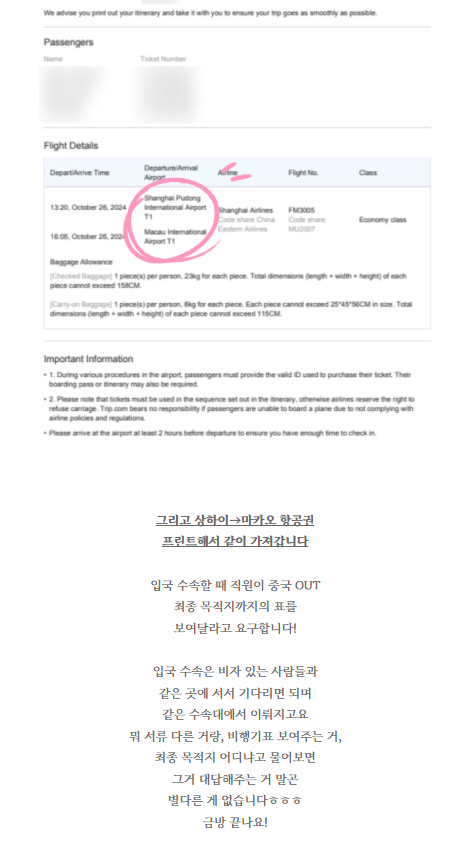 We advise you print out your itinerary and take it with you to ensure your trip goes as smoothly as possible.
Passengers
Name Ticket Number
Flight Details
Depart/Arrive Time Departure/Arrival Airport Airline Flight No. Class
13:20, October 26, 2024 Shanghai Pudong International Airport T1
16:05, October 26, 2024 Macau International Airport T1
Shanghai Airlines
Code share China Eastern Airlines
FM3005
Code share MU2007
Economy class
Baggage Allowance
[Checked Baggage] 1 piece(s) per person, 23kg for each piece. Total dimensions (length + width + height) of each
piece cannot exceed 158CM.
[Carry-on Baggage] 1 piece(s) per person, 8kg for each piece. Each piece cannot exceed 25*45*56CM in size. Total
dimensions (length + width + height) of each piece cannot exceed 115CM.
Important Information
• 1. During various procedures in the airport, passengers must provide the valid ID used to purchase their ticket. Their
boarding pass or itinerary may also be required.
• 2. Please note that tickets must be used in the sequence set out in the itinerary, otherwise airlines reserve the right to
refuse carriage. Trip.com bears no responsibility if passengers are unable to board a plane due to not complying with
airline policies and regulations.
• Please arrive at the airport at least 2 hours before departure to ensure you have enough time to check in.
그리고 상하이→마카오 항공권
프린트해서 같이 가져갑니다
입국 수속할 때 직원이 중국 OUT
최종 목적지까지의 표를
보여달라고 요구합니다!
입국 수속은 비자 있는 사람들과
같은 곳에 서서 기다리면 되며
같은 수속대에서 이뤄지고요
뭐 서류 다른 거랑, 비행기표 보여주는 거,
최종 목적지 어디냐고 물어보면
그거 대답해주는 거 말곤
별다른 게 없습니다ㅎㅎㅎ
금방 끝나요!